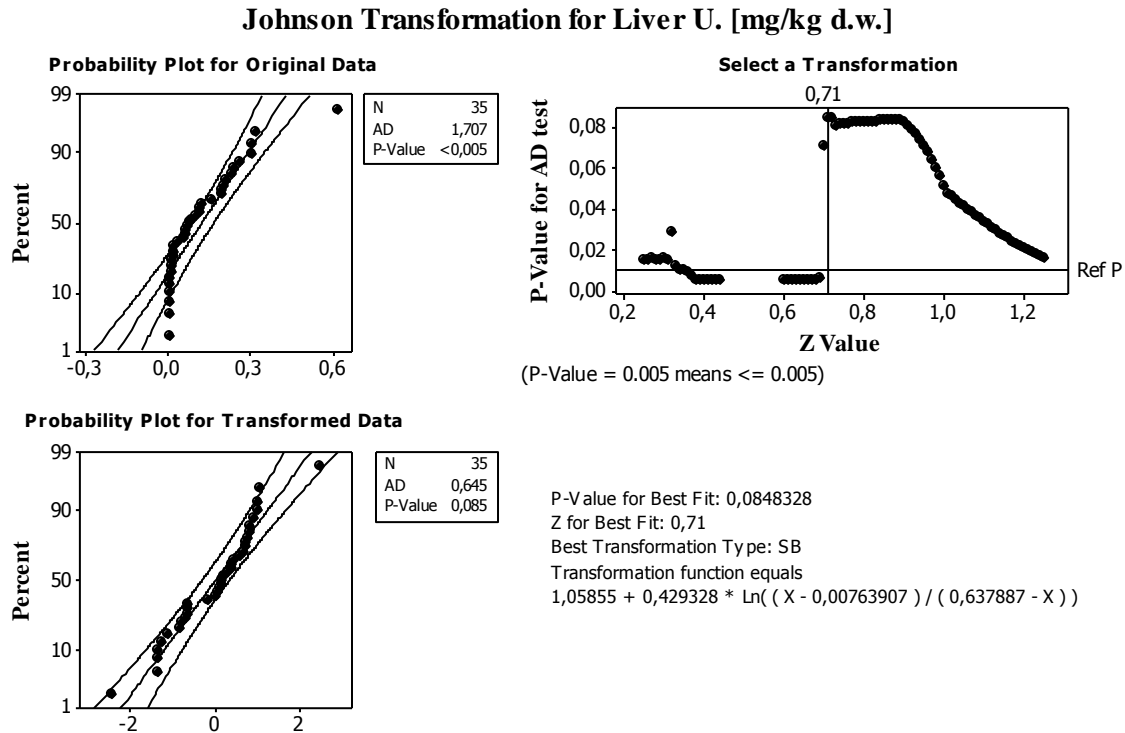 Johnson Transformation for Liver U. [mg/kg d.w.]
Probability Plot for Original Data
99
90
50
10
1
Percent
-0,3 0,0 0,3 0,6
N 35
AD 1,707
P-Value <0,005
Select a Transformation
0,71
0,08
0,06
0,04
0,02
0,00
P-Value for AD test
Ref P
0,2 0,4 0,6 0,8 1,0 1,2
Z Value
(P-Value = 0.005 means <= 0.005)
Probability Plot for Transformed Data
99
90
50
10
1
Percent
-2 0 2
N 35
AD 0,645
P-Value 0,085
P-Value for Best Fit: 0,0848328
Z for Best Fit: 0,71
Best Transformation Type: SB
Transformation function equals
1,05855 + 0,429328 * Ln( ( X - 0,00763907 ) / ( 0,637887 - X ) )